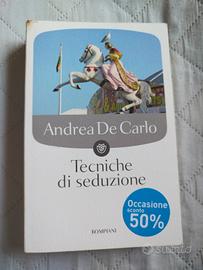 Andrea De Carlo
Tecniche
di seduzione
Occasione
sconto
50%
BOMPIANI